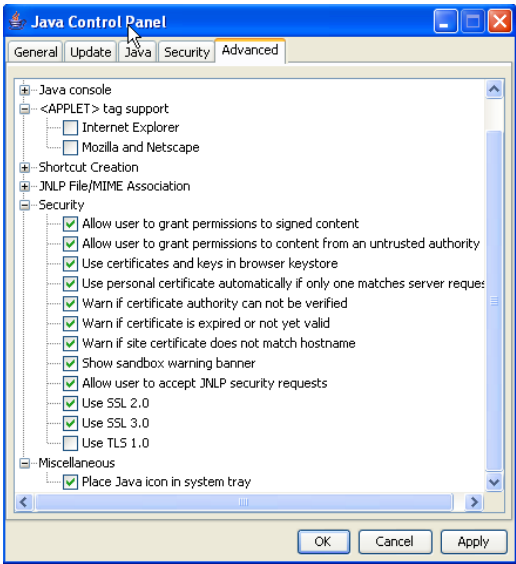 Java Control Panel
General Update Java Security Advanced
Java console
<APPLET> tag support
Internet Explorer
Mozilla and Netscape
Shortcut Creation
JNLP File/MIME Association
Security
Allow user to grant permissions to signed content
Allow user to grant permissions to content from an untrusted authority
Use certificates and keys in browser keystore
Use personal certificate automatically if only one matches server reques
Warn if certificate authority can not be verified
Warn if certificate is expired or not yet valid
Warn if site certificate does not match hostname
Show sandbox warning banner
Allow user to accept JNLP security requests
Use SSL 2.0
Use SSL 3.0
Use TLS 1.0
Miscellaneous
Place Java icon in system tray
OK Cancel Apply